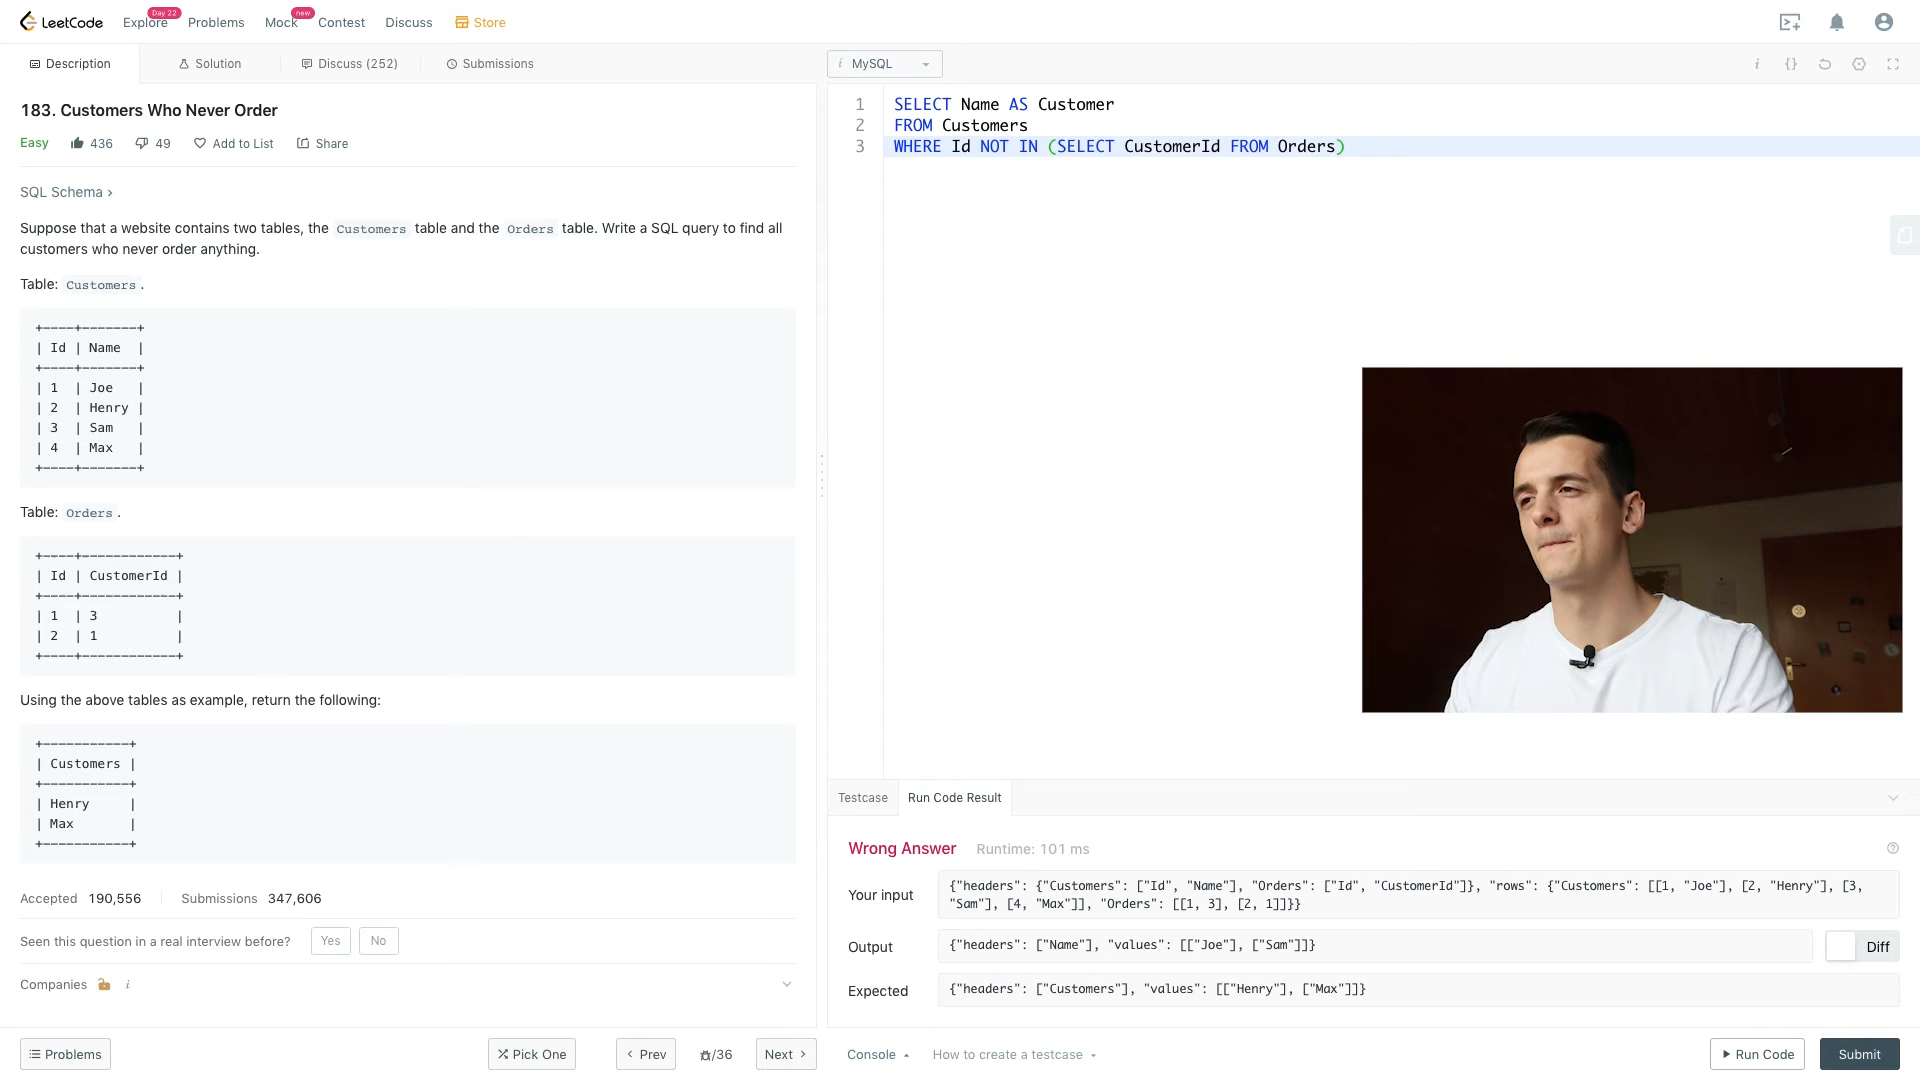 LeetCode Explore Day 22 Problems Mock new Contest Discuss Store
Description Solution Discuss (252) Submissions
183. Customers Who Never Order
Easy 436 49 Add to List Share
SQL Schema ›
Suppose that a website contains two tables, the Customers table and the Orders table. Write a SQL query to find all
customers who never order anything.
Table: Customers.
+----+-------+
| Id | Name  |
+----+-------+
| 1  | Joe   |
| 2  | Henry |
| 3  | Sam   |
| 4  | Max   |
+----+-------+
Table: Orders.
+----+------------+
| Id | CustomerId |
+----+------------+
| 1  | 3          |
| 2  | 1          |
+----+------------+
Using the above tables as example, return the following:
+-----------+
| Customers |
+-----------+
| Henry     |
| Max       |
+-----------+
Accepted 190,556 Submissions 347,606
Seen this question in a real interview before? Yes No
Companies i
Problems Pick One ‹ Prev /36 Next ›
i MySQL
i {}
1 SELECT Name AS Customer
2 FROM Customers
3 WHERE Id NOT IN (SELECT CustomerId FROM Orders)
Testcase Run Code Result
Wrong Answer Runtime: 101 ms
Your input
{"headers": {"Customers": ["Id", "Name"], "Orders": ["Id", "CustomerId"]}, "rows": {"Customers": [[1, "Joe"], [2, "Henry"], [3,
"Sam"], [4, "Max"]], "Orders": [[1, 3], [2, 1]]}}
Output {"headers": ["Name"], "values": [["Joe"], ["Sam"]]} Diff
Expected {"headers": ["Customers"], "values": [["Henry"], ["Max"]]}
Console How to create a testcase Run Code Submit